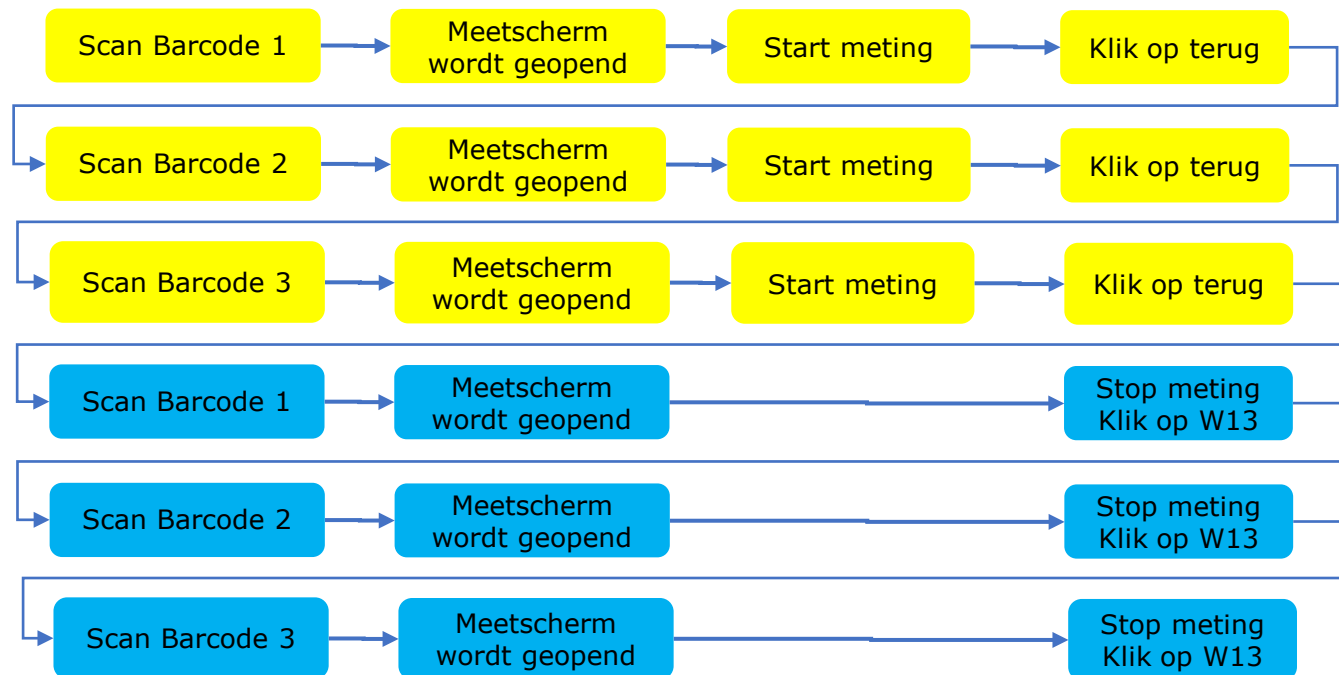 Scan Barcode 1
Meetscherm
wordt geopend
Start meting
Klik op terug
Scan Barcode 2
Meetscherm
wordt geopend
Start meting
Klik op terug
Scan Barcode 3
Meetscherm
wordt geopend
Start meting
Klik op terug
Scan Barcode 1
Meetscherm
wordt geopend
Stop meting
Klik op W13
Scan Barcode 2
Meetscherm
wordt geopend
Stop meting
Klik op W13
Scan Barcode 3
Meetscherm
wordt geopend
Stop meting
Klik op W13